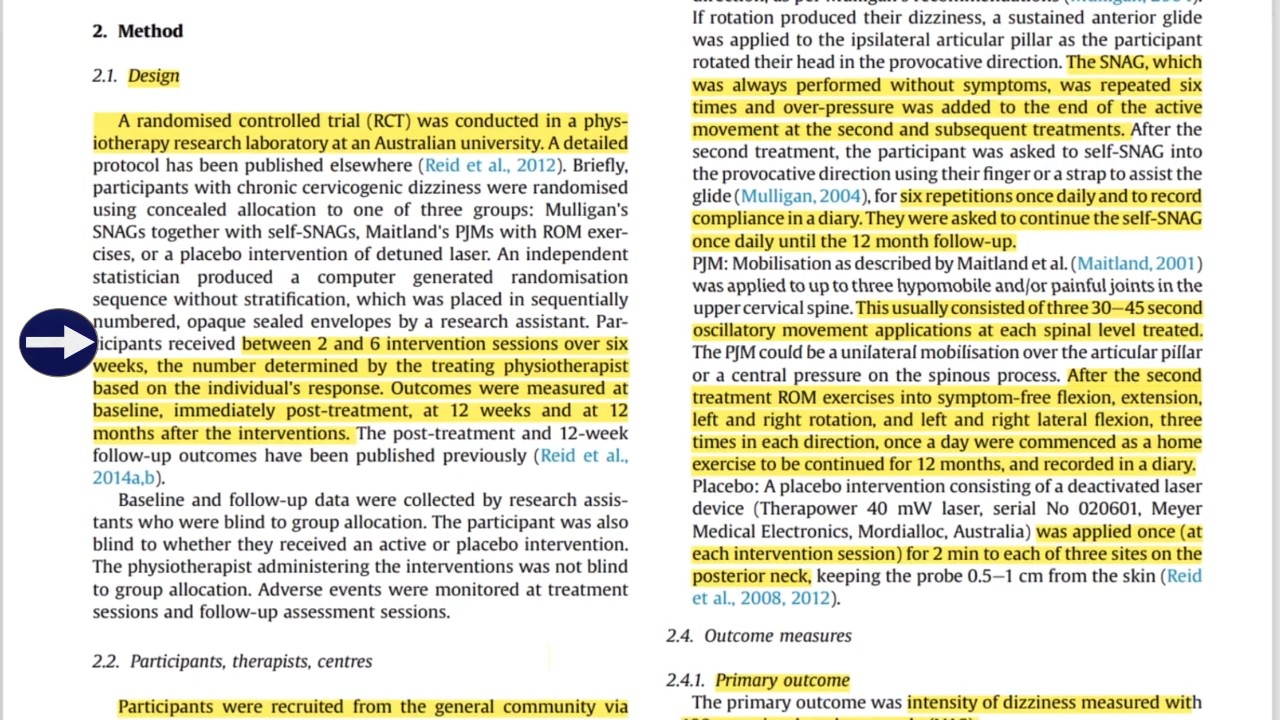 2. Method
2.1. Design
A randomised controlled trial (RCT) was conducted in a phys-
iotherapy research laboratory at an Australian university. A detailed
protocol has been published elsewhere (Reid et al., 2012). Briefly,
participants with chronic cervicogenic dizziness were randomised
using concealed allocation to one of three groups: Mulligan's
SNAGs together with self-SNAGs, Maitland's PJMs with ROM exer-
cises, or a placebo intervention of detuned laser. An independent
statistician produced a computer generated randomisation
sequence without stratification, which was placed in sequentially
numbered, opaque sealed envelopes by a research assistant. Par-
ticipants received between 2 and 6 intervention sessions over six
weeks, the number determined by the treating physiotherapist
based on the individual's response. Outcomes were measured at
baseline, immediately post-treatment, at 12 weeks and at 12
months after the interventions. The post-treatment and 12-week
follow-up outcomes have been published previously (Reid et al.,
2014a,b).
Baseline and follow-up data were collected by research assis-
tants who were blind to group allocation. The participant was also
blind to whether they received an active or placebo intervention.
The physiotherapist administering the interventions was not blind
to group allocation. Adverse events were monitored at treatment
sessions and follow-up assessment sessions.
2.2. Participants, therapists, centres
Participants were recruited from the general community via
If rotation produced their dizziness, a sustained anterior glide
was applied to the ipsilateral articular pillar as the participant
rotated their head in the provocative direction. The SNAG, which
was always performed without symptoms, was repeated six
times and over-pressure was added to the end of the active
movement at the second and subsequent treatments. After the
second treatment, the participant was asked to self-SNAG into
the provocative direction using their finger or a strap to assist the
glide (Mulligan, 2004), for six repetitions once daily and to record
compliance in a diary. They were asked to continue the self-SNAG
once daily until the 12 month follow-up.
PJM: Mobilisation as described by Maitland et al. (Maitland, 2001)
was applied to up to three hypomobile and/or painful joints in the
upper cervical spine. This usually consisted of three 30–45 second
oscillatory movement applications at each spinal level treated.
The PJM could be a unilateral mobilisation over the articular pillar
or a central pressure on the spinous process. After the second
treatment ROM exercises into symptom-free flexion, extension,
left and right rotation, and left and right lateral flexion, three
times in each direction, once a day were commenced as a home
exercise to be continued for 12 months, and recorded in a diary.
Placebo: A placebo intervention consisting of a deactivated laser
device (Therapower 40 mW laser, serial No 020601, Meyer
Medical Electronics, Mordialloc, Australia) was applied once (at
each intervention session) for 2 min to each of three sites on the
posterior neck, keeping the probe 0.5–1 cm from the skin (Reid
et al., 2008, 2012).
2.4. Outcome measures
2.4.1. Primary outcome
The primary outcome was intensity of dizziness measured with